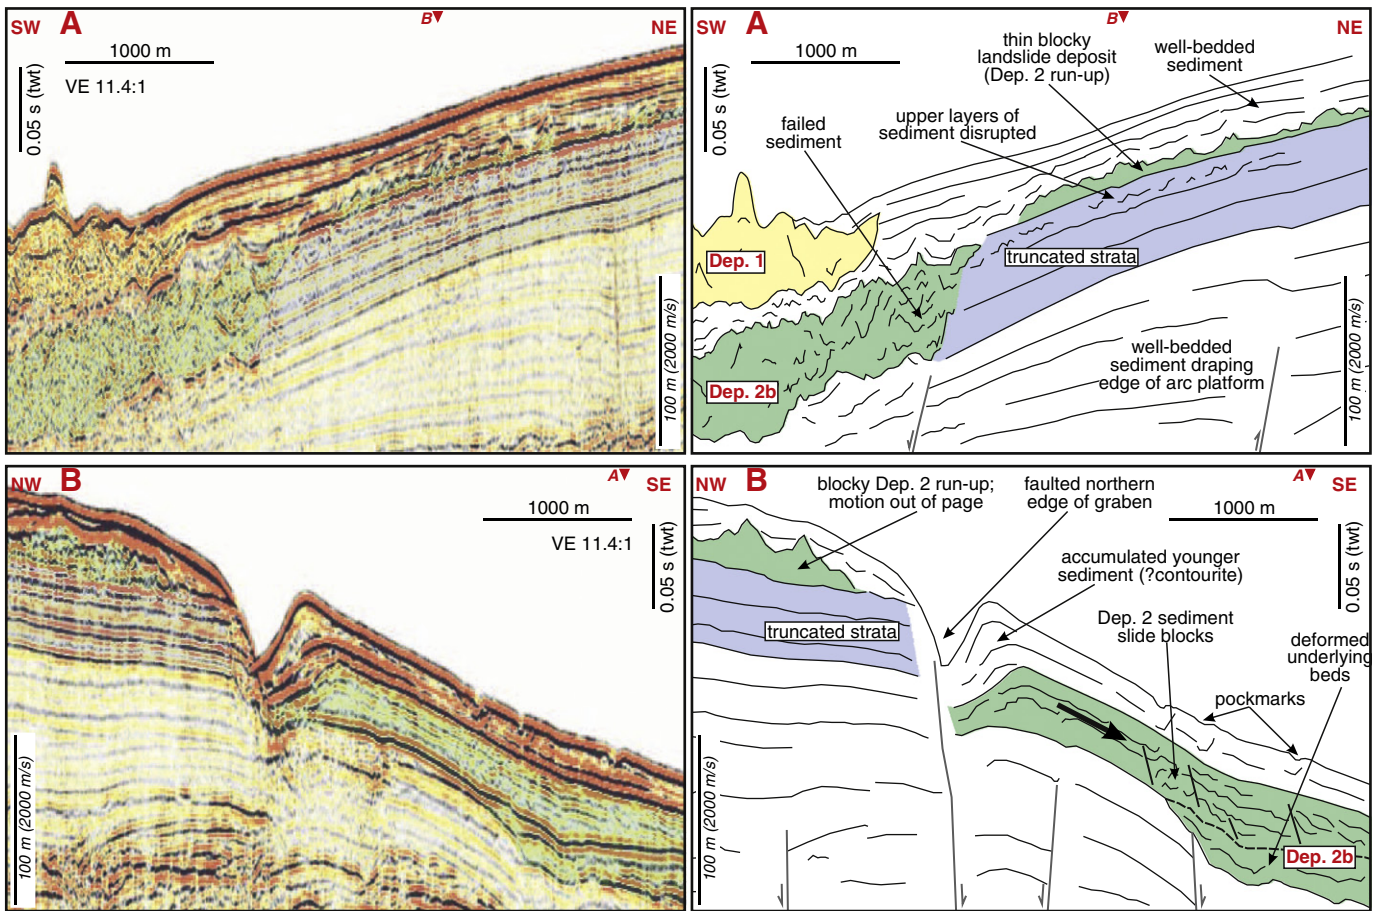 SW A B NE
1000 m
VE 11.4:1
0.05 s (twt)
100 m (2000 m/s)
SW A B NE
1000 m
0.05 s (twt)
thin blocky
landslide deposit
(Dep. 2 run-up)
well-bedded
sediment
failed
sediment
upper layers of
sediment disrupted
Dep. 1
truncated strata
Dep. 2b
well-bedded
sediment draping
edge of arc platform
100 m (2000 m/s)
NW B A SE
1000 m
VE 11.4:1
0.05 s (twt)
100 m (2000 m/s)
NW B A SE
blocky Dep. 2 run-up;
motion out of page
faulted northern
edge of graben
1000 m
0.05 s (twt)
accumulated younger
sediment (?contourite)
truncated strata
Dep. 2 sediment
slide blocks
deformed
underlying
beds
pockmarks
Dep. 2b
100 m (2000 m/s)